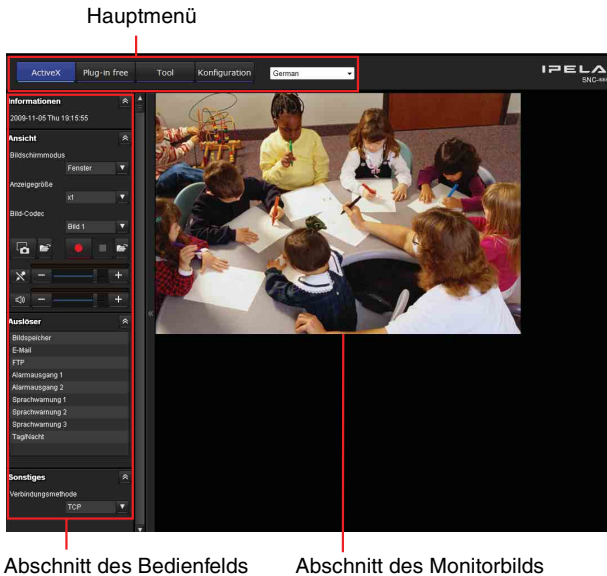 Hauptmenü
ActiveX Plug-in free Tool Konfiguration German
IPELA
Informationen
2009-11-05 Thu 19:15:55
Ansicht
Bildschirmmodus
Fenster
Anzeigegröße
x1
Bild-Codec
Bild 1
Auslöser
Bildspeicher
E-Mail
FTP
Alarmausgang 1
Alarmausgang 2
Sprachwarnung 1
Sprachwarnung 2
Sprachwarnung 3
Tag/Nacht
Sonstiges
Verbindungsmethode
TCP
Abschnitt des Bedienfelds Abschnitt des Monitorbilds